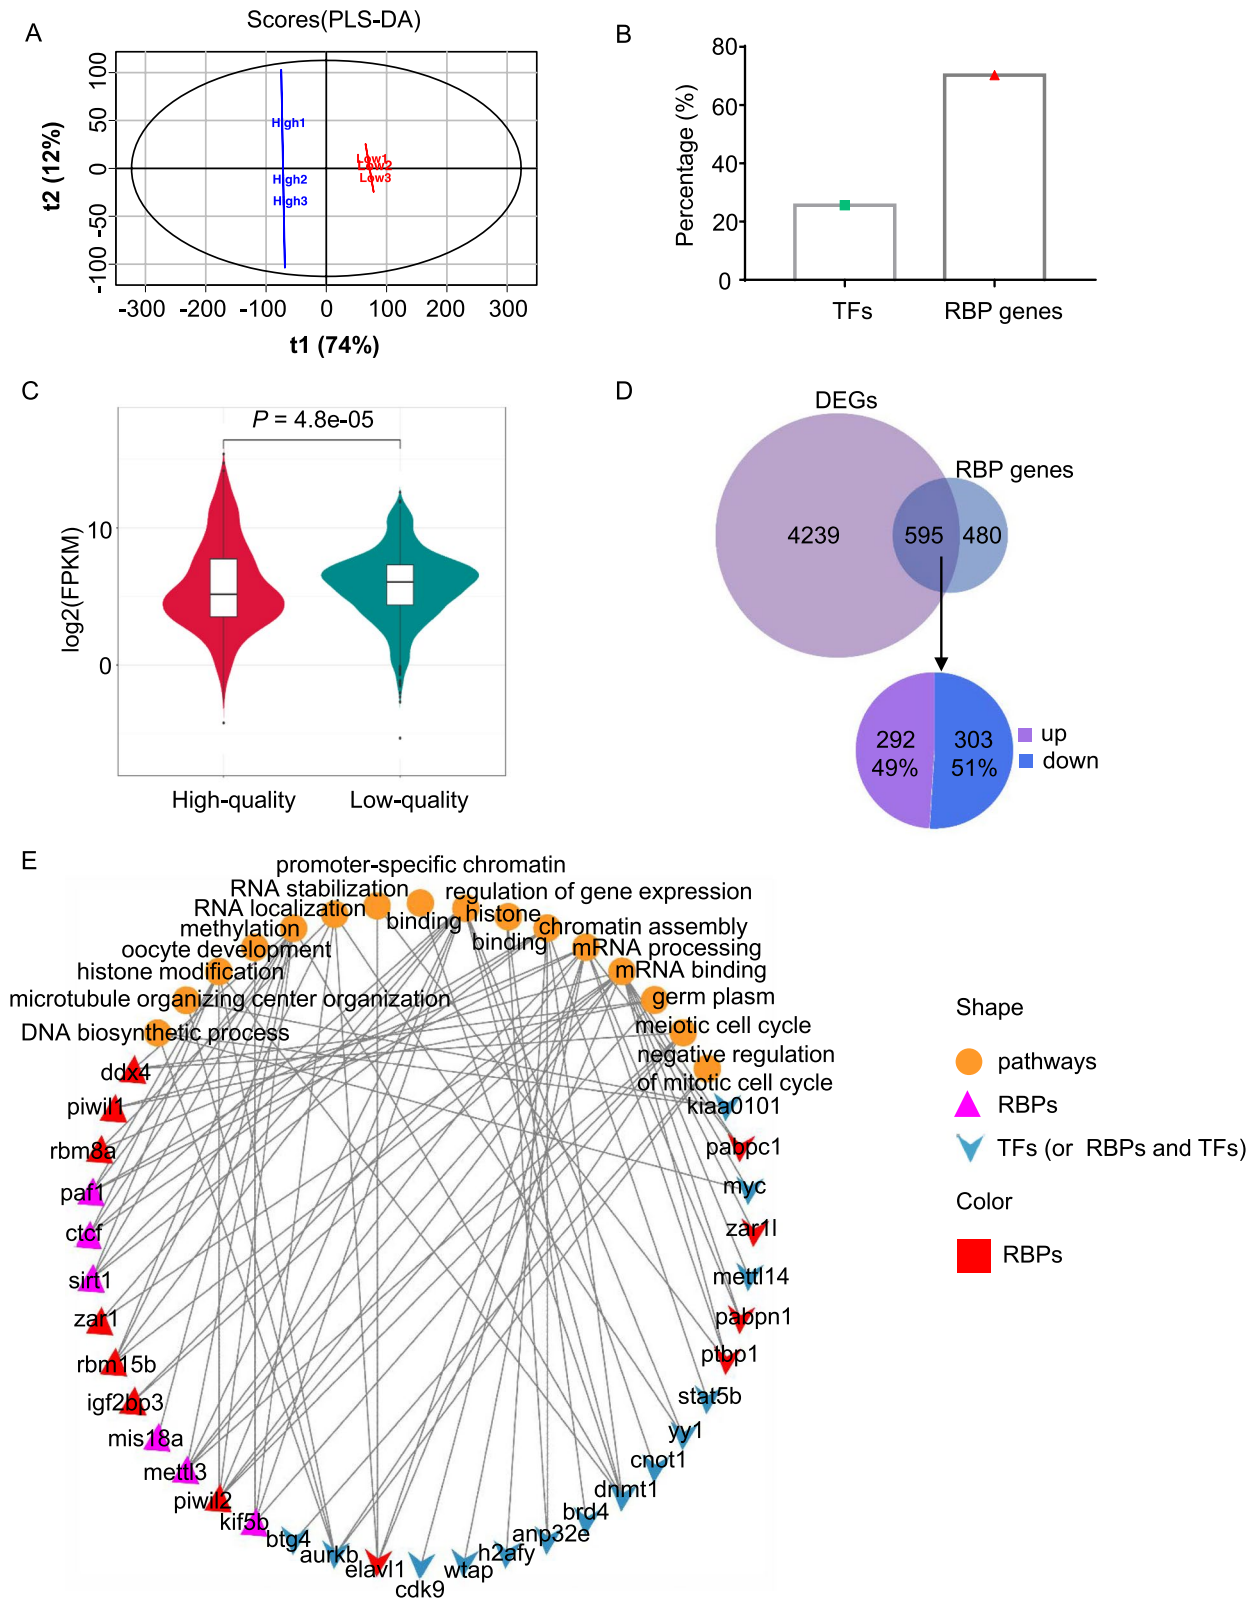 A
Scores(PLS-DA)
t2 (12%)
100
50
0
-50
-100
High1
High2
High3
Low1
Low2
Low3
-300 -200 -100 0 100 200 300
t1 (74%)
B
Percentage (%)
80
60
40
20
0
TFs RBP genes
C
P = 4.8e-05
log2(FPKM)
10
0
High-quality Low-quality
D
DEGs
RBP genes
4239 595 480
292 303
49% 51%
up
down
E
promoter-specific chromatin
binding
RNA stabilization
RNA localization
methylation
oocyte development
histone modification
microtubule organizing center organization
DNA biosynthetic process
regulation of gene expression
histone
binding
chromatin assembly
mRNA processing
mRNA binding
germ plasm
meiotic cell cycle
negative regulation
of mitotic cell cycle
ddx4
piwil1
rbm8a
paf1
ctcf
sirt1
zar1
rbm15b
igf2bp3
mis18a
mettl3
piwil2
kif5b
btg4
aurkb
elavl1
cdk9
wtap
h2afy
anp32e
brd4
dnmt1
cnot1
yy1
stat5b
ptbp1
pabpn1
mettl14
zar1l
myc
pabpc1
kiaa0101
Shape
pathways
RBPs
TFs (or RBPs and TFs)
Color
RBPs